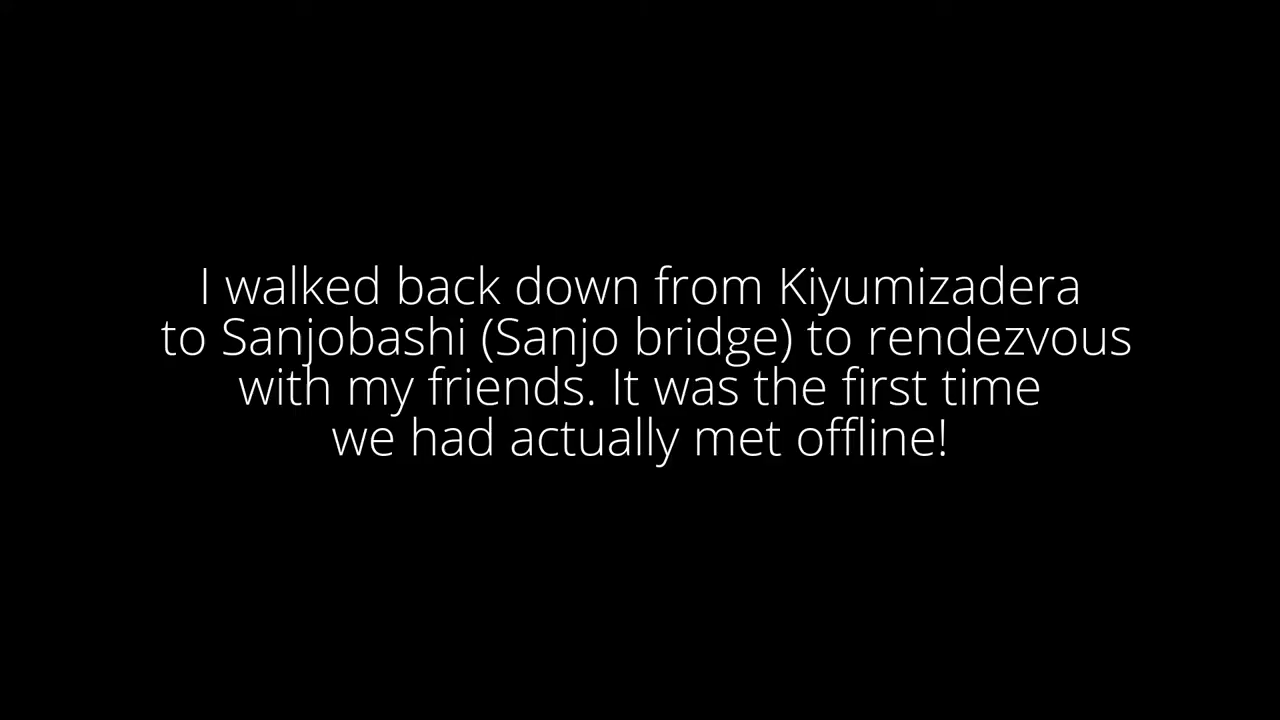 I walked back down from Kiyumizadera
to Sanjobashi (Sanjo bridge) to rendezvous
with my friends. It was the first time
we had actually met offline!